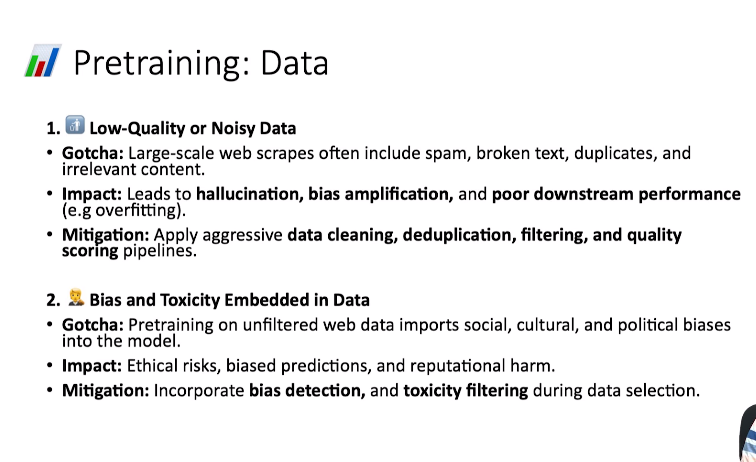 Pretraining: Data
1. Low-Quality or Noisy Data
• Gotcha: Large-scale web scrapes often include spam, broken text, duplicates, and
irrelevant content.
• Impact: Leads to hallucination, bias amplification, and poor downstream performance
(e.g overfitting).
• Mitigation: Apply aggressive data cleaning, deduplication, filtering, and quality
scoring pipelines.
2. Bias and Toxicity Embedded in Data
• Gotcha: Pretraining on unfiltered web data imports social, cultural, and political biases
into the model.
• Impact: Ethical risks, biased predictions, and reputational harm.
• Mitigation: Incorporate bias detection, and toxicity filtering during data selection.